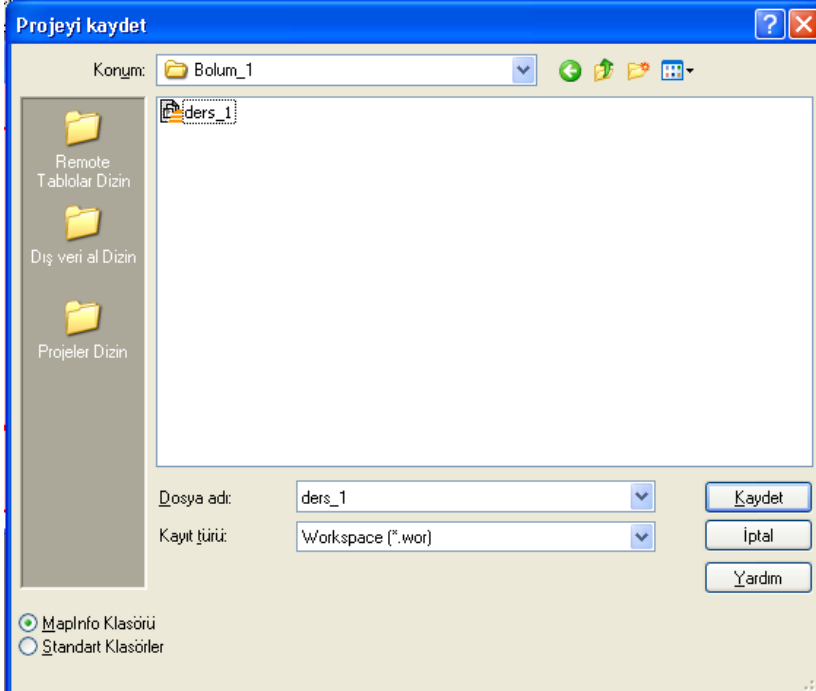 Projeyi kaydet
Konum:
Bolum_1
ders_1
Remote
Tablolar Dizin
Dış veri al Dizin
Projeler Dizin
Dosya adı:
ders_1
Kaydet
Kayıt türü:
Workspace (*.wor)
İptal
Yardım
MapInfo Klasörü
Standart Klasörler